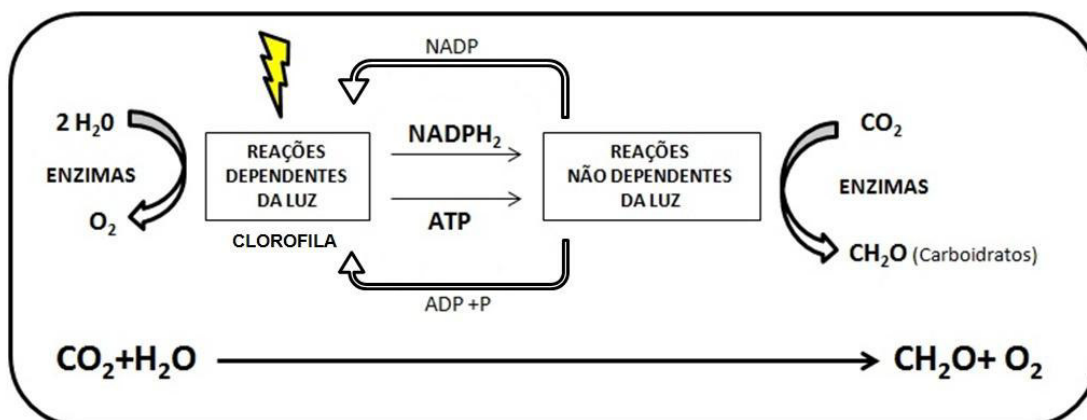 NADP
2 H₂0
ENZIMAS
O₂
REAÇÕES
DEPENDENTES
DA LUZ
CLOROFILA
NADPH₂
ATP
REAÇÕES
NÃO DEPENDENTES
DA LUZ
ADP +P
CO₂
ENZIMAS
CH₂O (Carboidratos)
CO₂+H₂O
CH₂O+ O₂